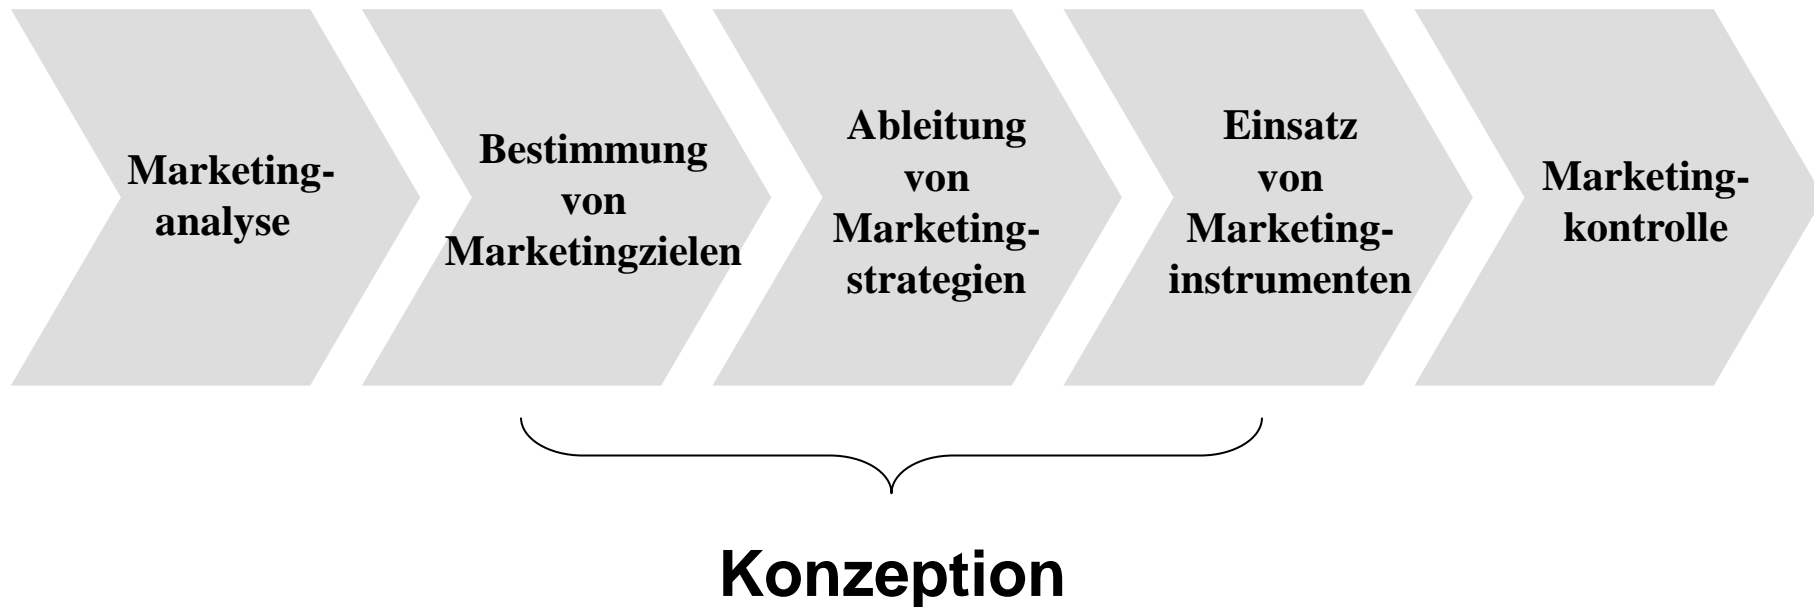 Marketing-
analyse
Bestimmung
von
Marketingzielen
Ableitung
von
Marketing-
strategien
Einsatz
von
Marketing-
instrumenten
Marketing-
kontrolle
Konzeption